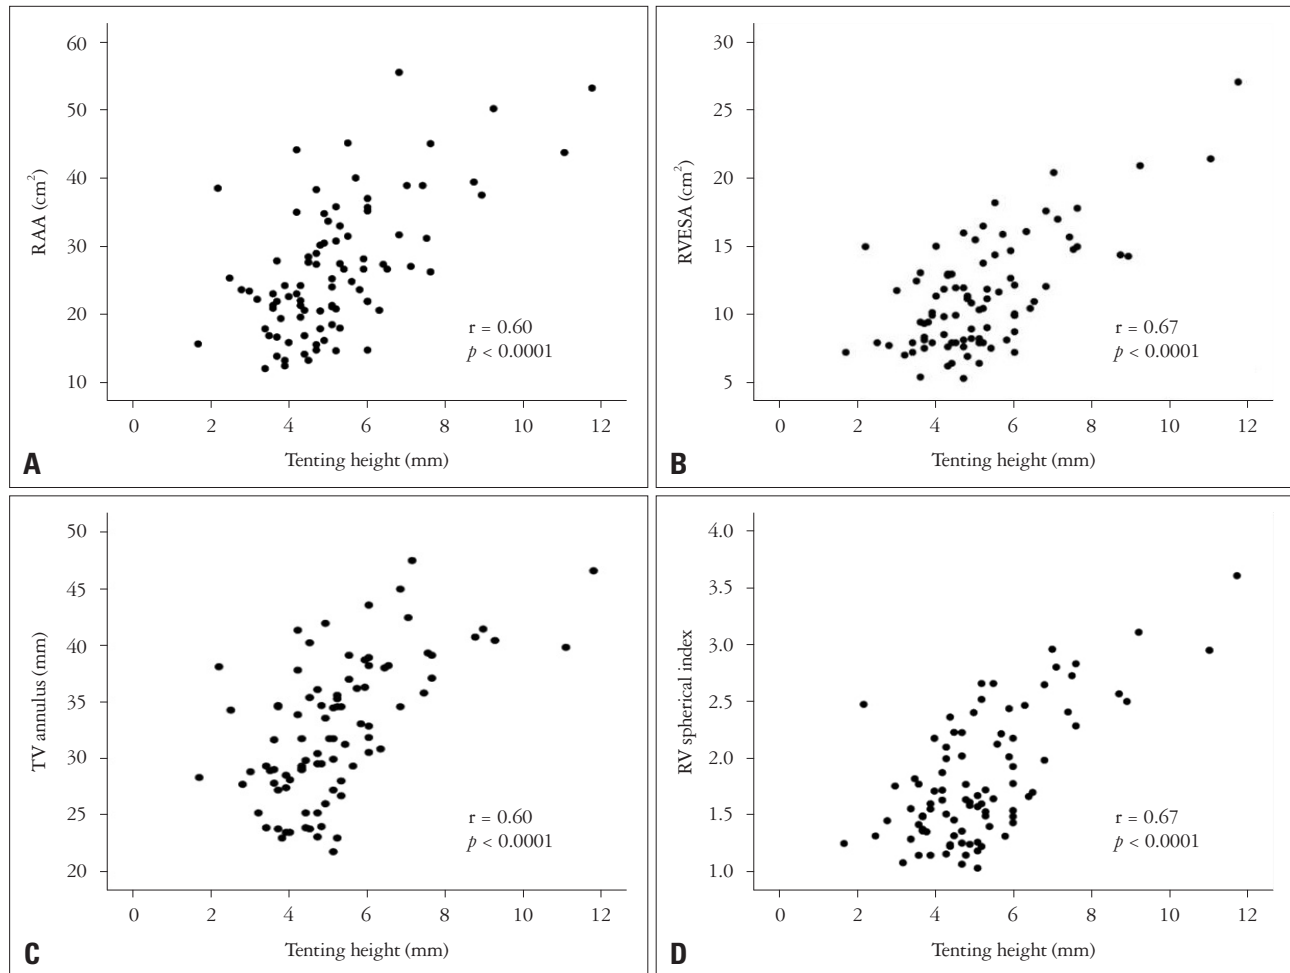 60
50
40
30
20
10
RAA (cm²)
r = 0.60
p < 0.0001
0 2 4 6 8 10 12
Tenting height (mm)
A
30
25
20
15
10
5
RVESA (cm²)
r = 0.67
p < 0.0001
0 2 4 6 8 10 12
Tenting height (mm)
B
50
45
40
35
30
25
20
TV annulus (mm)
r = 0.60
p < 0.0001
0 2 4 6 8 10 12
Tenting height (mm)
C
4.0
3.5
3.0
2.5
2.0
1.5
1.0
RV spherical index
r = 0.67
p < 0.0001
0 2 4 6 8 10 12
Tenting height (mm)
D